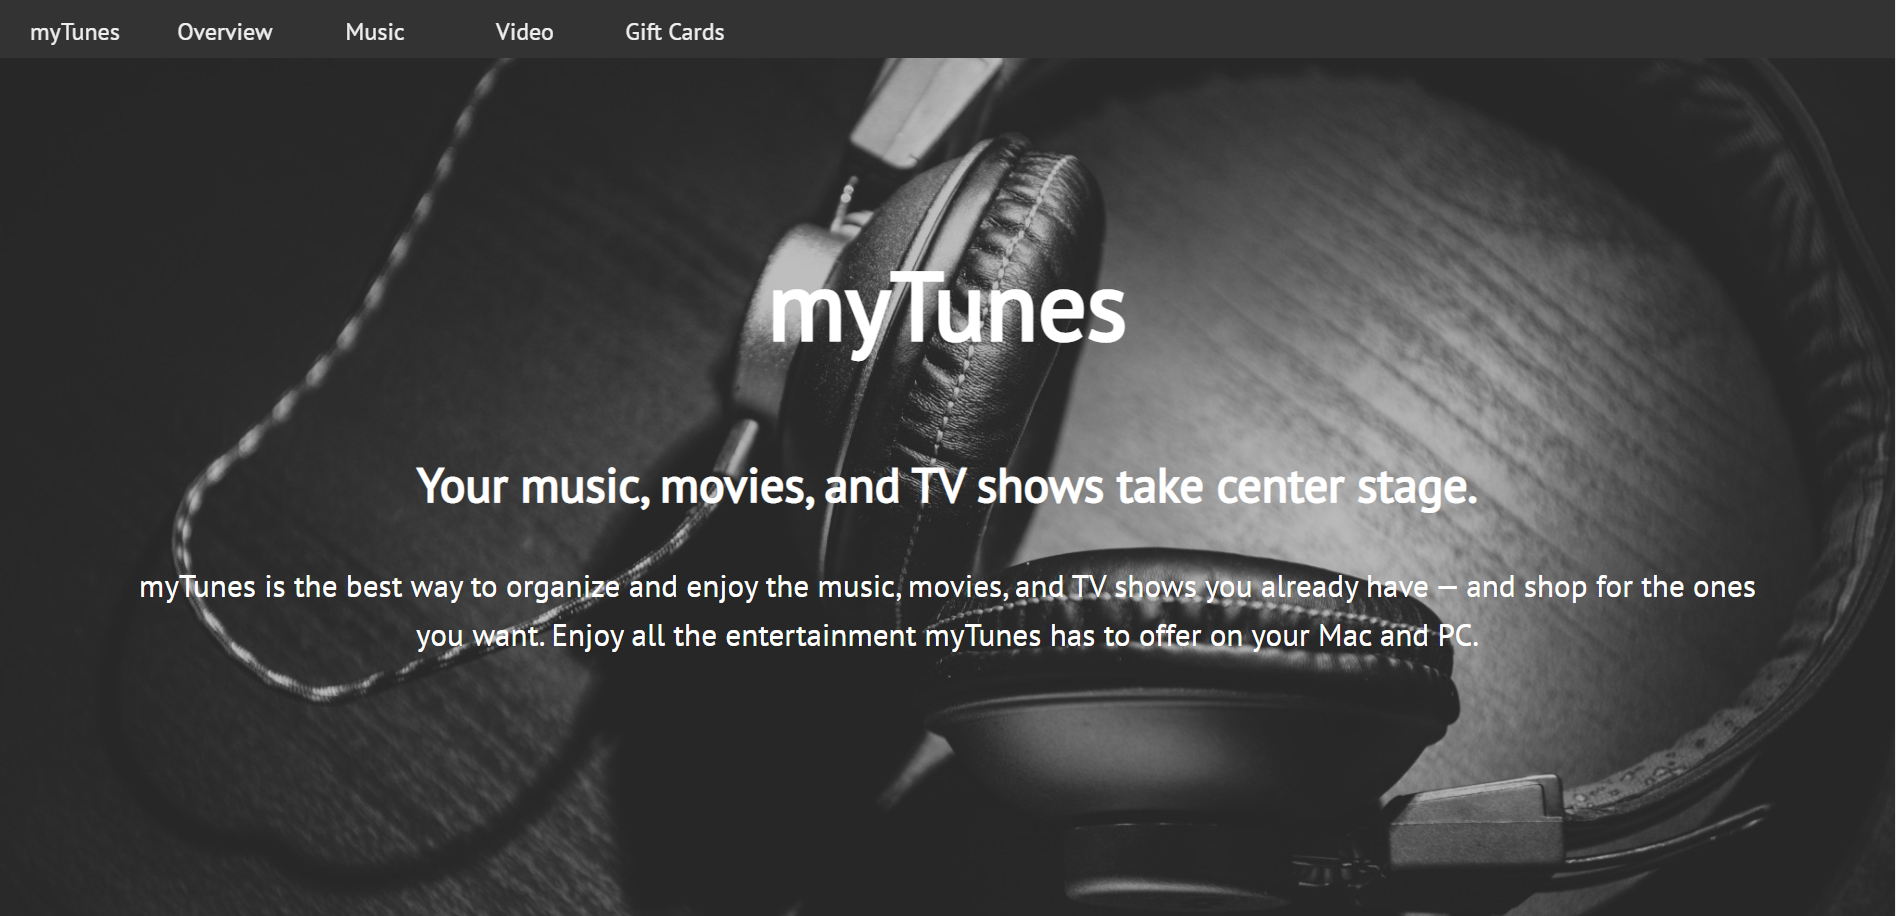 myTunes Overview Music Video Gift Cards
myTunes
Your music, movies, and TV shows take center stage.
myTunes is the best way to organize and enjoy the music, movies, and TV shows you already have — and shop for the ones
you want. Enjoy all the entertainment myTunes has to offer on your Mac and PC.